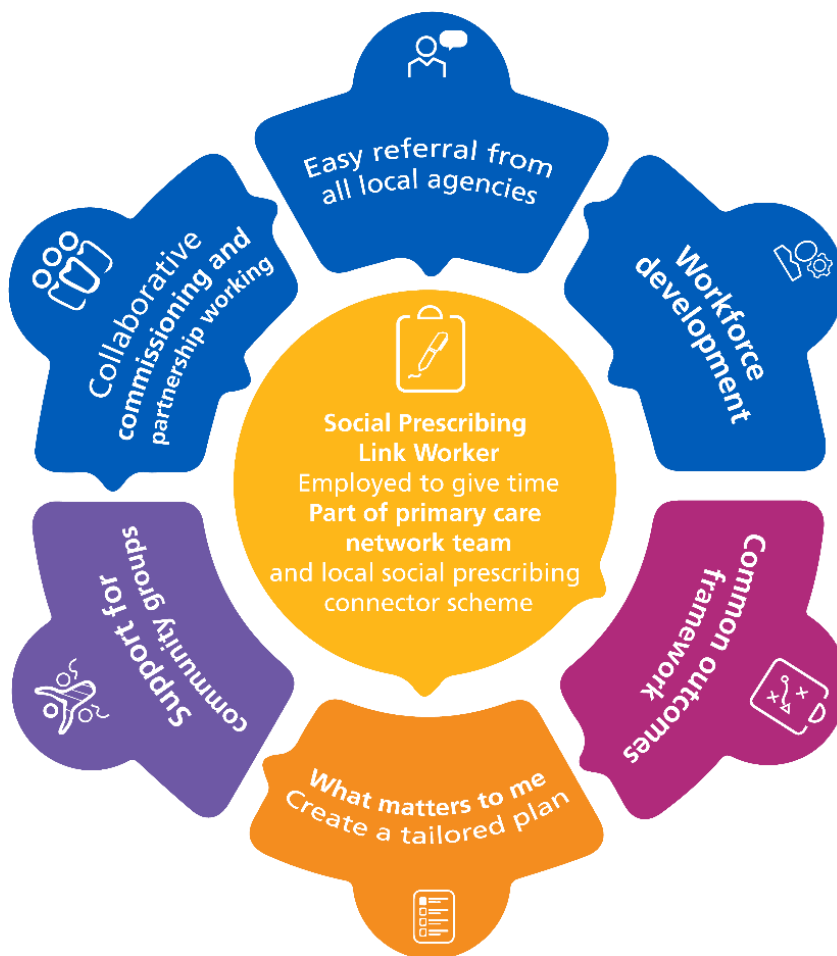 Easy referral from
all local agencies
Workforce
development
Common outcomes
framework
What matters to me
Create a tailored plan
Support for
community groups
Collaborative
commissioning and
partnership working
Social Prescribing
Link Worker
Employed to give time
Part of primary care
network team
and local social prescribing
connector scheme